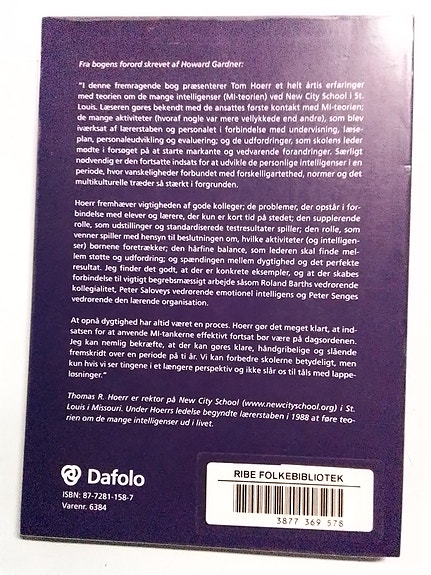 Fra bogens forord skrevet af Howard Gardner:
"I denne fremragende bog præsenterer Tom Hoerr et helt årtis erfaringer
med teorien om de mange intelligenser (MI-teorien) ved New City School i St.
Louis. Læseren gøres bekendt med de ansattes første kontakt med MI-teorien;
de mange aktiviteter (hvoraf nogle var mere vellykkede end andre), som blev
iværksat af lærerstaben og personalet i forbindelse med undervisning, læse-
plan, personaleudvikling og evaluering; og de udfordringer, som skolens leder
mødte i forsøget på at starte markante og vedvarende forandringer. Særligt
nødvendig er den fortsatte indsats for at udvikle de personlige intelligenser i en
periode, hvor vanskeligheder forbundet med forskelligartethed, normer og det
multikulturelle træder så stærkt i forgrunden.
Hoerr fremhæver vigtigheden af gode kolleger; de problemer, der opstår i for-
bindelse med elever og lærere, der kun er kort tid på stedet; den supplerende
rolle, som udstillinger og standardiserede testresultater spiller; den rolle, som
venner spiller med hensyn til beslutningen om, hvilke aktiviteter (og intelligen-
ser) børnene foretrækker; den hårfine balance, som lederen skal finde mel-
lem støtte og udfordring; og spændingen mellem dygtighed og det perfekte
resultat. Jeg finder det godt, at der er konkrete eksempler, og at der skabes
forbindelse til vigtigt begrebsmæssigt arbejde såsom Roland Barths vedrørende
kollegialitet, Peter Saloveys vedrørende emotionel intelligens og Peter Senges
vedrørende den lærende organisation.
At opnå dygtighed har altid været en proces. Hoerr gør det meget klart, at ind-
satsen for at anvende MI-tankerne effektivt fortsat bør være på dagsordenen.
Jeg kan nemlig bekræfte, at der kan gøres klare, håndgribelige og slående
fremskridt over en periode på ti år. Vi kan forbedre skolerne betydeligt, men
kun hvis vi ser tingene i et længere perspektiv og ikke slår os til tåls med lappe-
løsninger."
Thomas R. Hoerr er rektor på New City School (www.newcityschool.org) i St.
Louis i Missouri. Under Hoerrs ledelse begyndte lærerstaben i 1988 at føre teo-
rien om de mange intelligenser ud i livet.
Dafolo
ISBN: 87-7281-158-7
Varenr. 6384
RIBE FOLKEBIBLIOTEK
3877 369 578